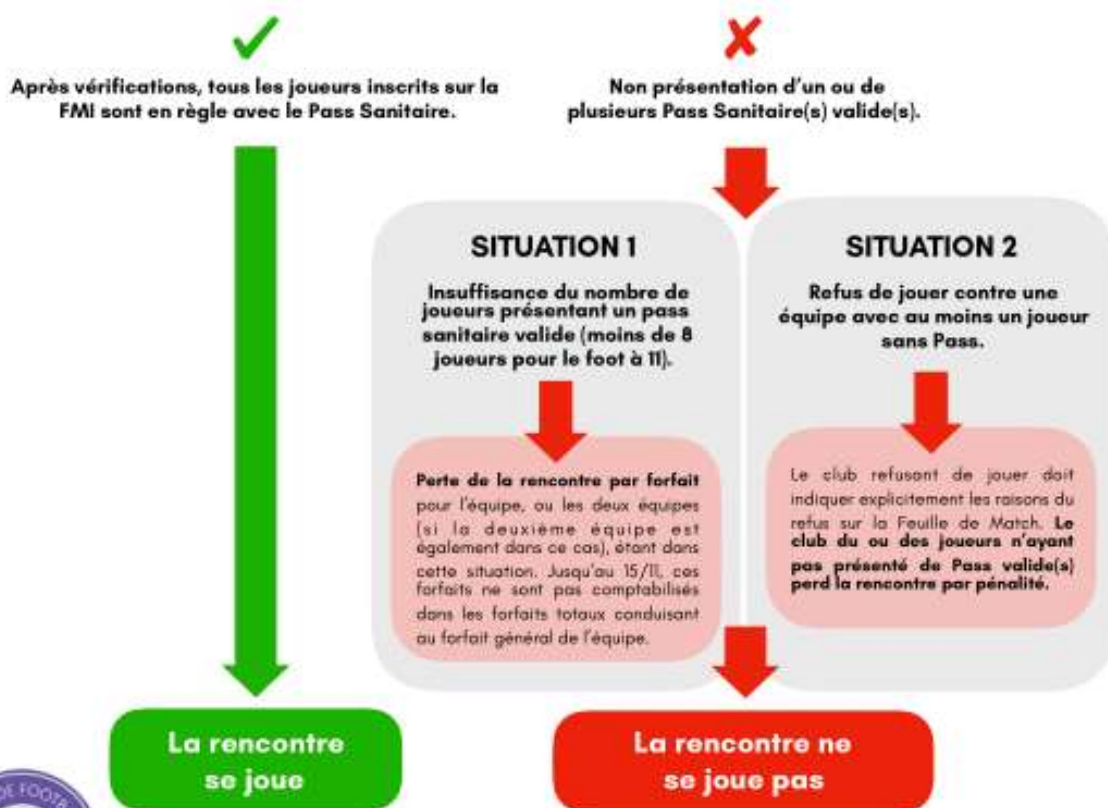 Après vérifications, tous les joueurs inscrits sur la
FMI sont en règle avec le Pass Sanitaire.
Non présentation d'un ou de
plusieurs Pass Sanitaire(s) valide(s).
SITUATION 1
Insuffisance du nombre de
joueurs présentant un pass
sanitaire valide (moins de 8
joueurs pour le foot à 11).
Perte de la rencontre par forfait
pour l'équipe, ou les deux équipes
(si la deuxième équipe est
également dans ce cas), étant dans
cette situation. Jusqu'au 15/11, ces
forfaits ne sont pas comptabilisés
dans les forfaits totaux conduisant
au forfait général de l'équipe.
SITUATION 2
Refus de jouer contre une
équipe avec au moins un joueur
sans Pass.
Le club refusant de jouer doit
indiquer explicitement les raisons du
refus sur la Feuille de Match. Le
club du ou des joueurs n'ayant
pas présenté de Pass valide(s)
perd la rencontre par pénalité.
La rencontre
se joue
La rencontre ne
se joue pas
DE